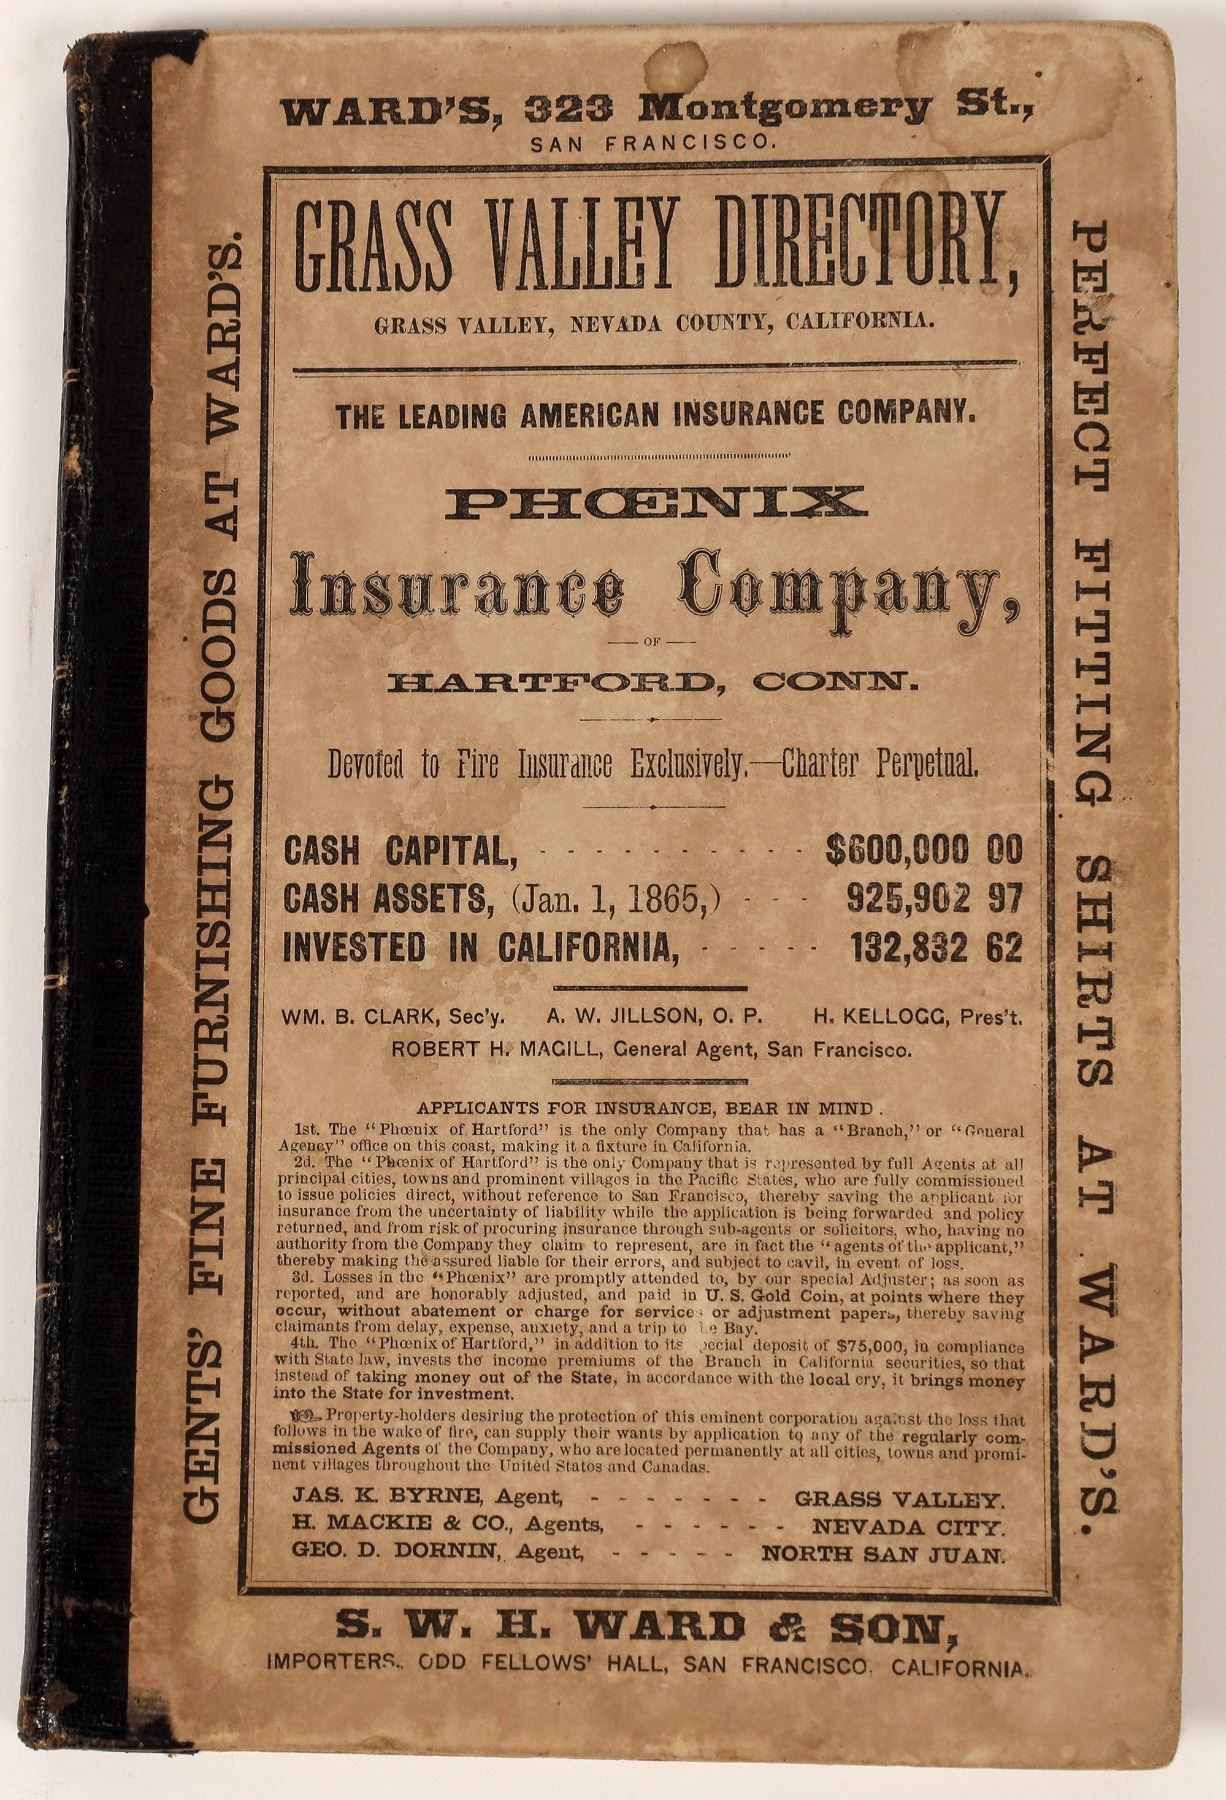 WARD'S, 323 Montgomery St.,
SAN FRANCISCO.
GENTS' FINE FURNISHING GOODS AT WARD'S.
PERFECT FITTING SHIRTS AT WARD'S.
GRASS VALLEY DIRECTORY,
GRASS VALLEY, NEVADA COUNTY, CALIFORNIA.
THE LEADING AMERICAN INSURANCE COMPANY.
PHŒNIX
Insurance Company,
— OF —
HARTFORD, CONN.
Devoted to Fire Insurance Exclusively.—Charter Perpetual.
CASH CAPITAL, - - - - - - - - - - - $600,000 00
CASH ASSETS, (Jan. 1, 1865,) - - - 925,902 97
INVESTED IN CALIFORNIA, - - - - - 132,832 62
WM. B. CLARK, Sec'y. A. W. JILLSON, O. P. H. KELLOGG, Pres't.
ROBERT H. MAGILL, General Agent, San Francisco.
APPLICANTS FOR INSURANCE, BEAR IN MIND.
1st. The "Phœnix of Hartford" is the only Company that has a "Branch," or "General
Agency" office on this coast, making it a fixture in California.
2d. The "Phœnix of Hartford" is the only Company that is represented by full Agents at all
principal cities, towns and prominent villages in the Pacific States, who are fully commissioned
to issue policies direct, without reference to San Francisco, thereby saving the applicant for
insurance from the uncertainty of liability while the application is being forwarded and policy
returned, and from risk of procuring insurance through sub-agents or solicitors, who, having no
authority from the Company they claim to represent, are in fact the "agents of the applicant,"
thereby making the assured liable for their errors, and subject to cavil, in event of loss.
3d. Losses in the "Phœnix" are promptly attended to, by our special Adjuster; as soon as
reported, and are honorably adjusted, and paid in U. S. Gold Coin, at points where they
occur, without abatement or charge for services or adjustment papers, thereby saving
claimants from delay, expense, anxiety, and a trip to Bay.
4th. The "Phœnix of Hartford," in addition to its pecial deposit of $75,000, in compliance
with State law, invests the income premiums of the Branch in California securities, so that
instead of taking money out of the State, in accordance with the local cry, it brings money
into the State for investment.
Property-holders desiring the protection of this eminent corporation against the loss that
follows in the wake of fire, can supply their wants by application to any of the regularly com-
missioned Agents of the Company, who are located permanently at all cities, towns and promi-
nent villages throughout the United States and Canadas.
JAS. K. BYRNE, Agent, - - - - - - - GRASS VALLEY.
H. MACKIE & CO., Agents, - - - - - - NEVADA CITY.
GEO. D. DORNIN, Agent, - - - - - NORTH SAN JUAN.
S. W. H. WARD & SON,
IMPORTERS, ODD FELLOWS' HALL, SAN FRANCISCO, CALIFORNIA.